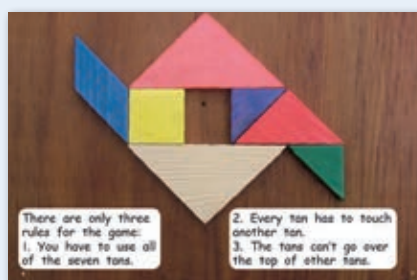 There are only three
rules for the game:
1. You have to use all
of the seven tans.
2. Every tan has to touch
another tan.
3. The tans can't go over
the top of other tans.